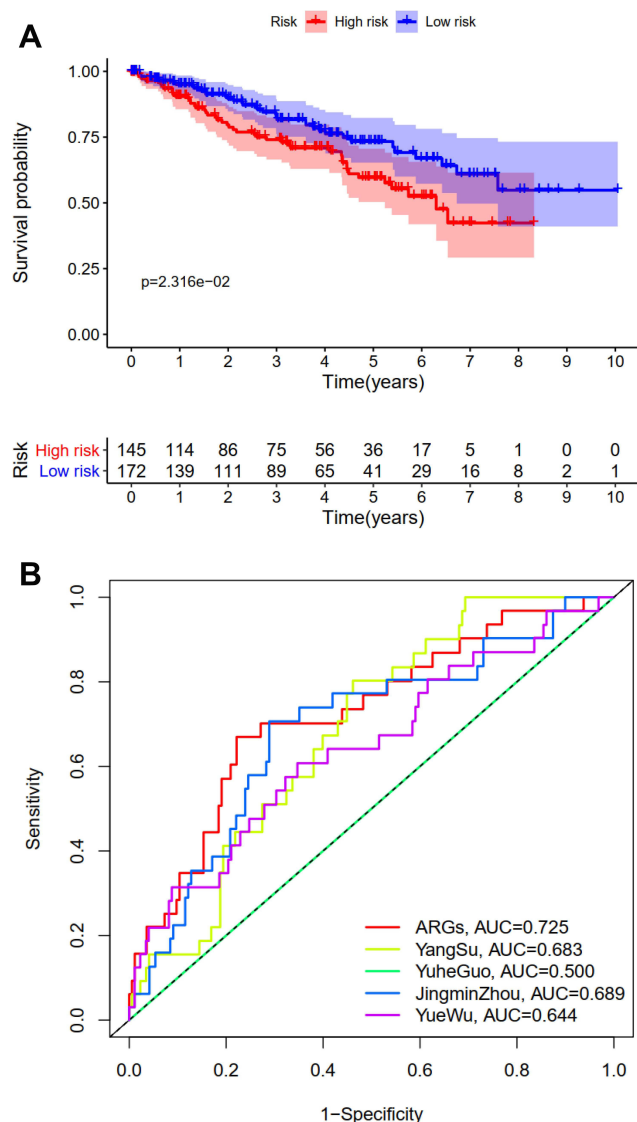 Risk High risk Low risk
A
1.00
0.75
0.50
0.25
0.00
Survival probability
p=2.316e−02
0 1 2 3 4 5 6 7 8 9 10
Time(years)
Risk
High risk 145 114 86 75 56 36 17 5 1 0 0
Low risk 172 139 111 89 65 41 29 16 8 2 1
0 1 2 3 4 5 6 7 8 9 10
Time(years)
B
1.0
0.8
0.6
0.4
0.2
0.0
Sensitivity
ARGs, AUC=0.725
YangSu, AUC=0.683
YuheGuo, AUC=0.500
JingminZhou, AUC=0.689
YueWu, AUC=0.644
0.0 0.2 0.4 0.6 0.8 1.0
1−Specificity